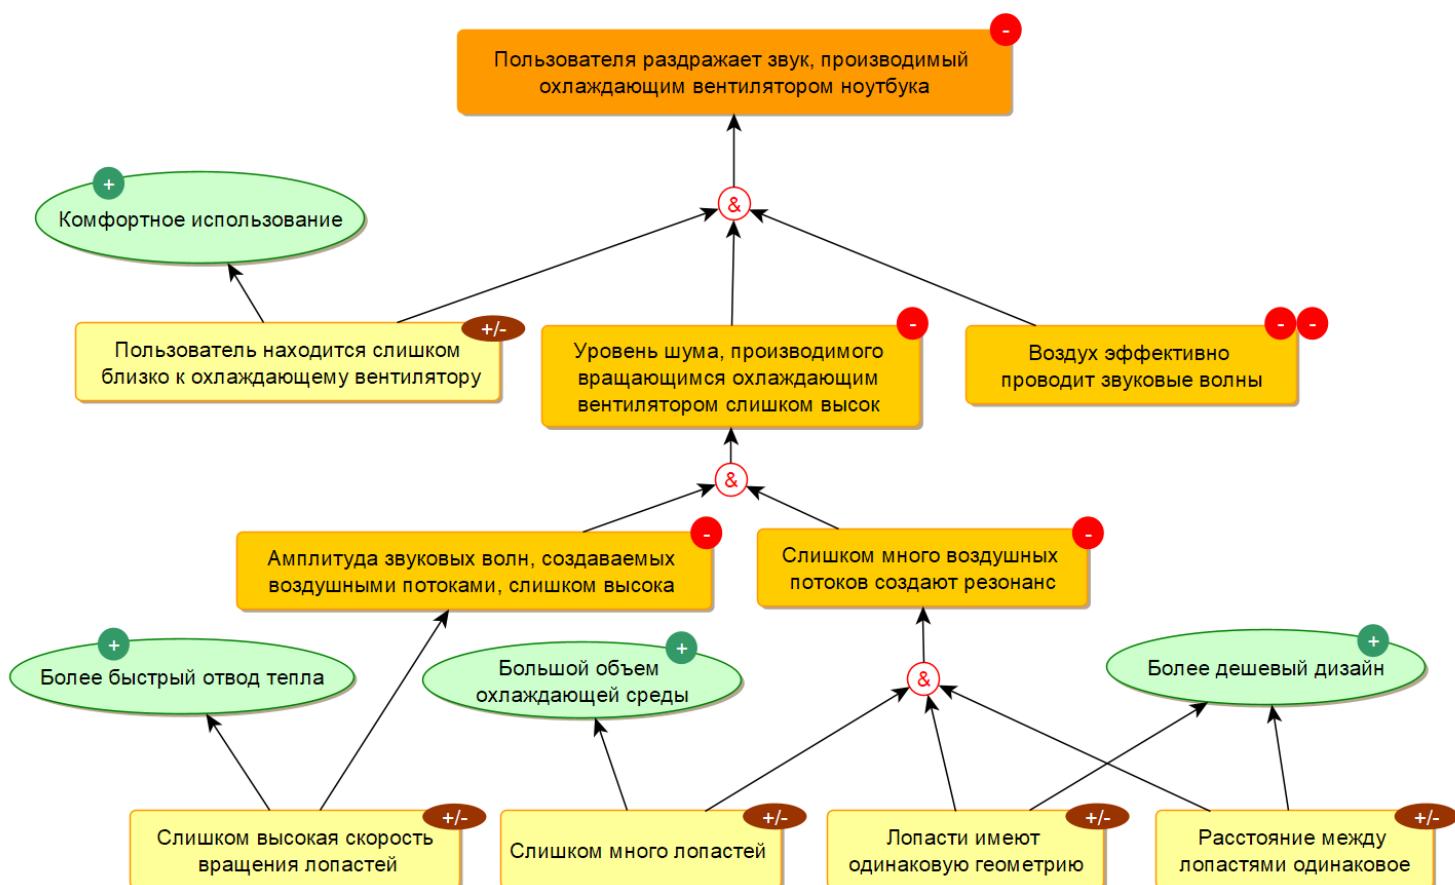 -
Пользователя раздражает звук, производимый
охлаждающим вентилятором ноутбука
+
Комфортное использование
&
+/-
Пользователь находится слишком
близко к охлаждающему вентилятору
-
Уровень шума, производимого
вращающимся охлаждающим
вентилятором слишком высок
- -
Воздух эффективно
проводит звуковые волны
&
-
Амплитуда звуковых волн, создаваемых
воздушными потоками, слишком высока
-
Слишком много воздушных
потоков создают резонанс
+
Более быстрый отвод тепла
+
Большой объем
охлаждающей среды
&
+
Более дешевый дизайн
+/-
Слишком высокая скорость
вращения лопастей
+/-
Слишком много лопастей
+/-
Лопасти имеют
одинаковую геометрию
+/-
Расстояние между
лопастями одинаковое